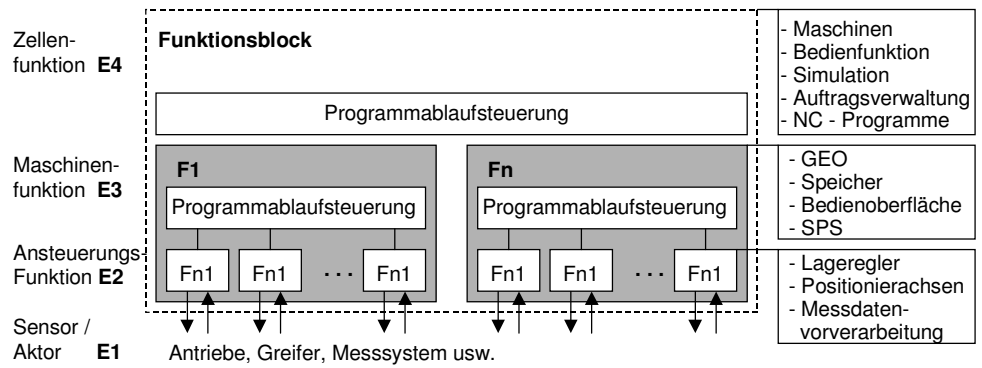 Zellen-
funktion E4
Funktionsblock
Programmablaufsteuerung
- Maschinen
- Bedienfunktion
- Simulation
- Auftragsverwaltung
- NC - Programme
Maschinen-
funktion E3
F1
Programmablaufsteuerung
Fn
Programmablaufsteuerung
- GEO
- Speicher
- Bedienoberfläche
- SPS
Ansteuerungs-
Funktion E2
Fn1
Fn1
. . .
Fn1
Fn1
Fn1
. . .
Fn1
- Lageregler
- Positionierachsen
- Messdaten-
vorverarbeitung
Sensor /
Aktor E1
Antriebe, Greifer, Messsystem usw.